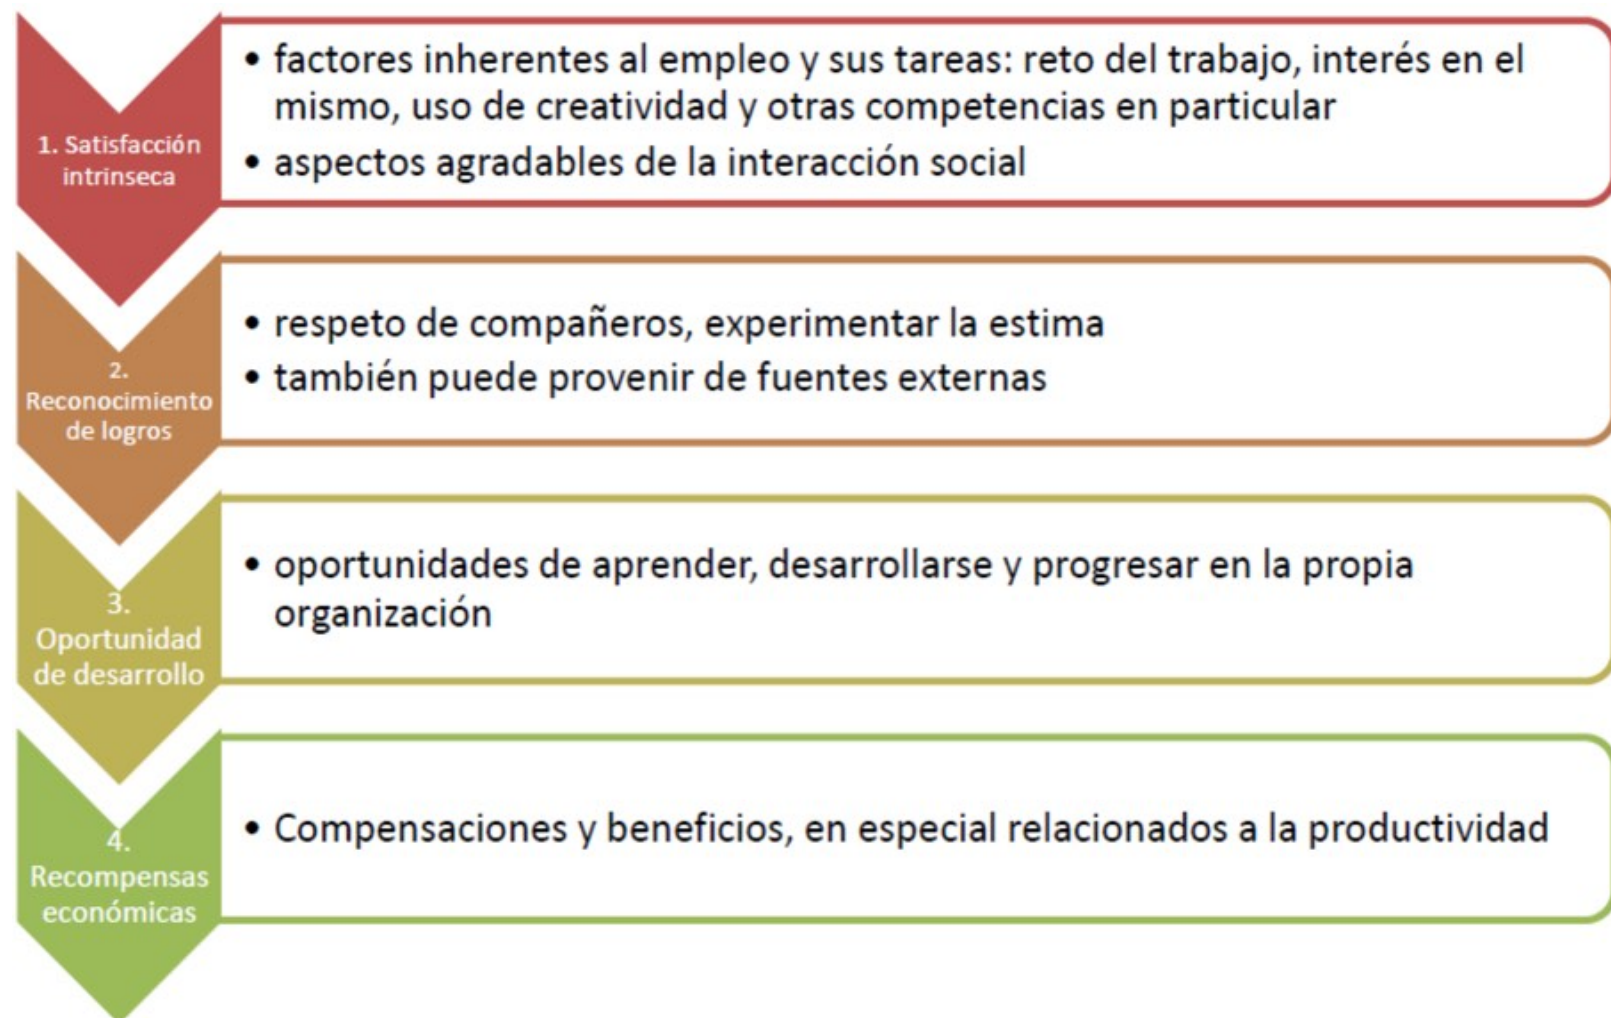 1. Satisfacción
intrinseca
• factores inherentes al empleo y sus tareas: reto del trabajo, interés en el
mismo, uso de creatividad y otras competencias en particular
• aspectos agradables de la interacción social
2.
Reconocimiento
de logros
• respeto de compañeros, experimentar la estima
• también puede provenir de fuentes externas
3.
Oportunidad
de desarrollo
• oportunidades de aprender, desarrollarse y progresar en la propia
organización
4.
Recompensas
económicas
• Compensaciones y beneficios, en especial relacionados a la productividad